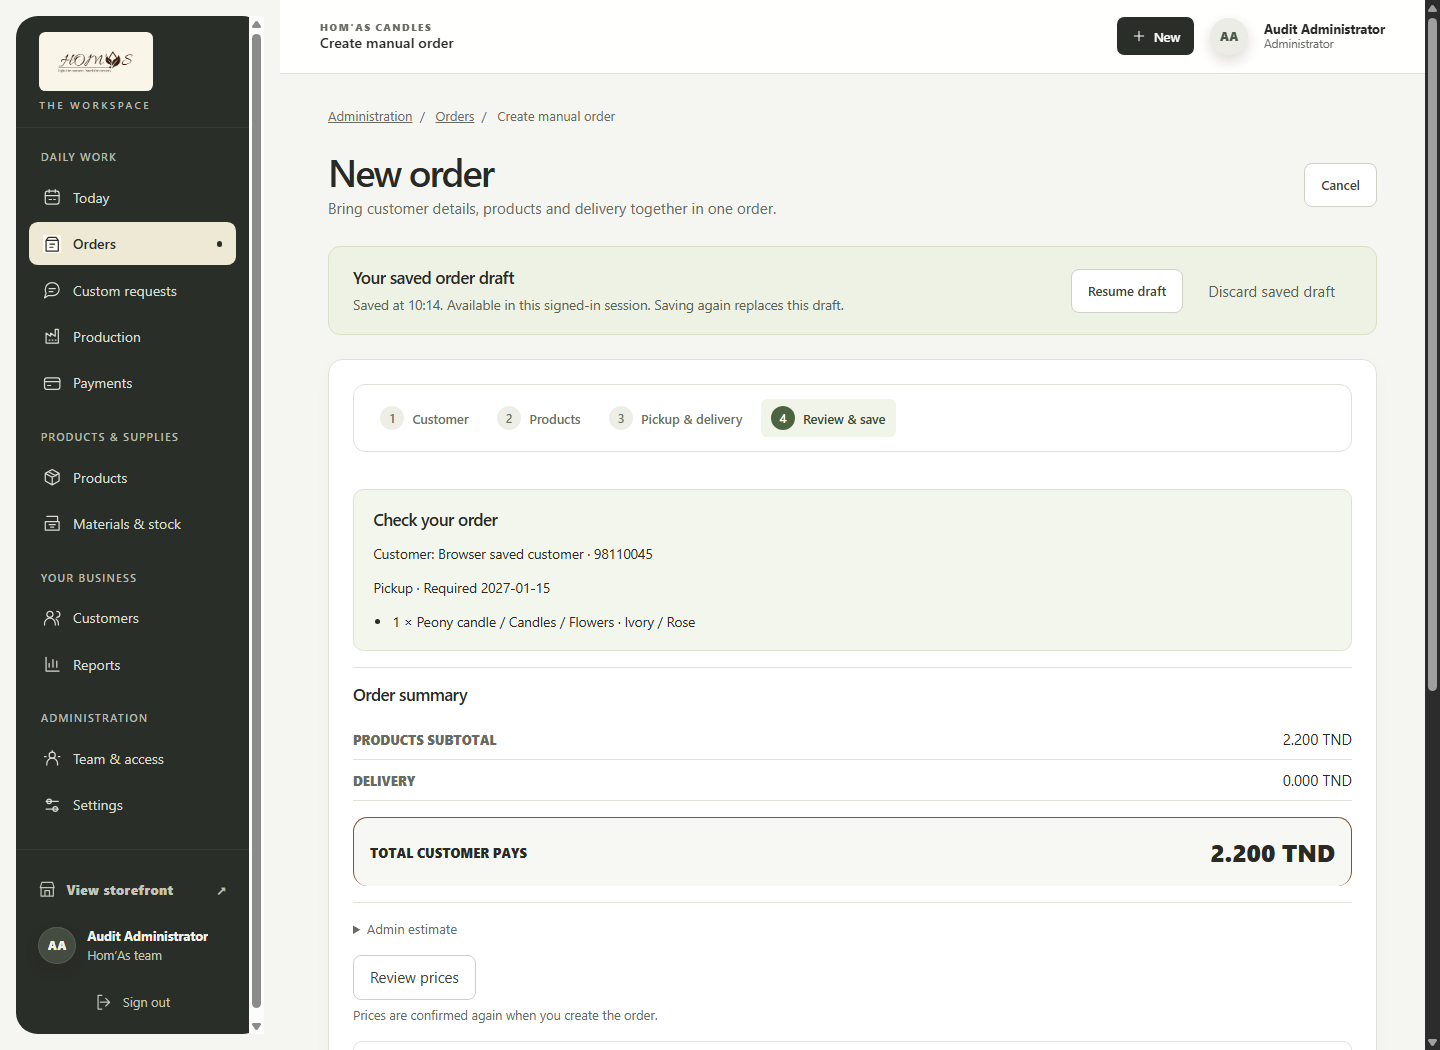 HOM'AS
THE WORKSPACE
DAILY WORK
Today
Orders
Custom requests
Production
Payments
PRODUCTS & SUPPLIES
Products
Materials & stock
YOUR BUSINESS
Customers
Reports
ADMINISTRATION
Team & access
Settings
View storefront ↗
AA
Audit Administrator
Hom'As team
Sign out
HOM'AS CANDLES
Create manual order
+ New
AA
Audit Administrator
Administrator
Administration / Orders / Create manual order
New order
Bring customer details, products and delivery together in one order.
Cancel
Your saved order draft
Saved at 10:14. Available in this signed-in session. Saving again replaces this draft.
Resume draft
Discard saved draft
1 Customer
2 Products
3 Pickup & delivery
4 Review & save
Check your order
Customer: Browser saved customer · 98110045
Pickup · Required 2027-01-15
• 1 × Peony candle / Candles / Flowers · Ivory / Rose
Order summary
PRODUCTS SUBTOTAL 2.200 TND
DELIVERY 0.000 TND
TOTAL CUSTOMER PAYS 2.200 TND
Admin estimate
Review prices
Prices are confirmed again when you create the order.